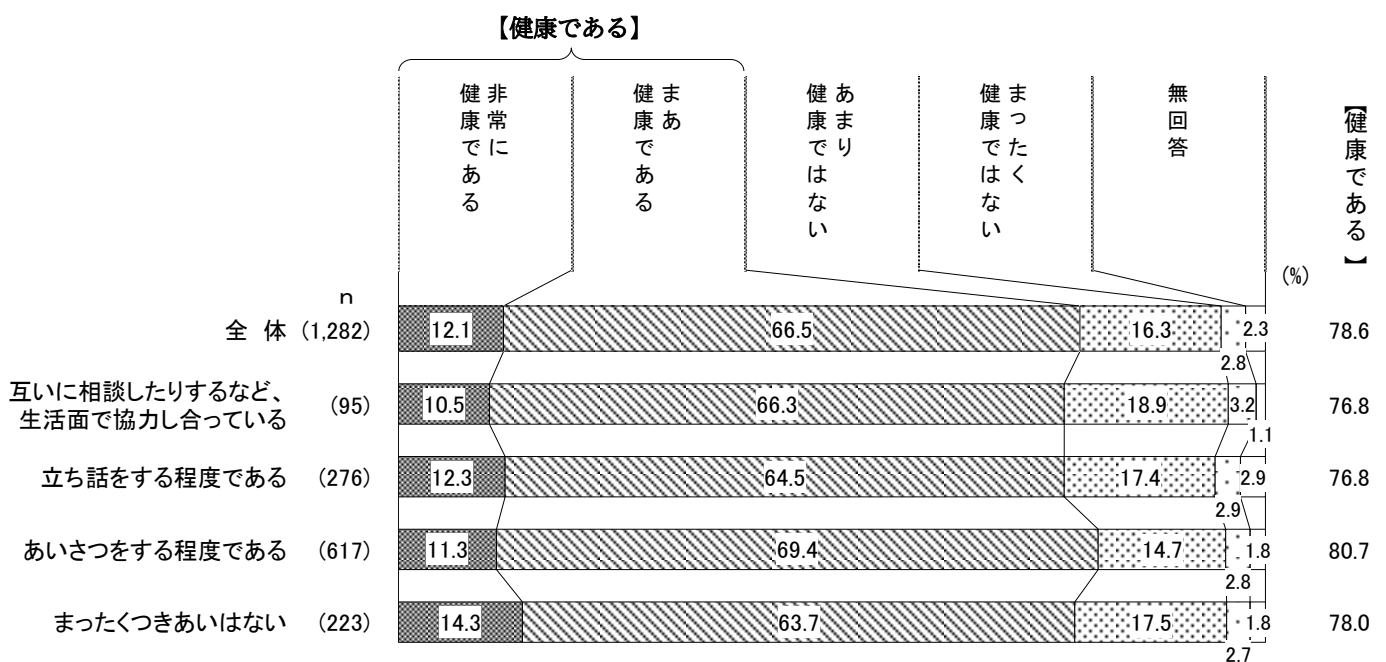 【健康である】
非常に
健康である
まあ
健康である
あまり
健康ではない
まったく
健康ではない
無回答
【健康である】
(%)
n
全 体 (1,282) 12.1 66.5 16.3 2.8 2.3 78.6
互いに相談したりするなど、
生活面で協力し合っている (95) 10.5 66.3 18.9 3.2 1.1 76.8
立ち話をする程度である (276) 12.3 64.5 17.4 2.9 2.9 76.8
あいさつをする程度である (617) 11.3 69.4 14.7 2.8 1.8 80.7
まったくつきあいはない (223) 14.3 63.7 17.5 2.7 1.8 78.0